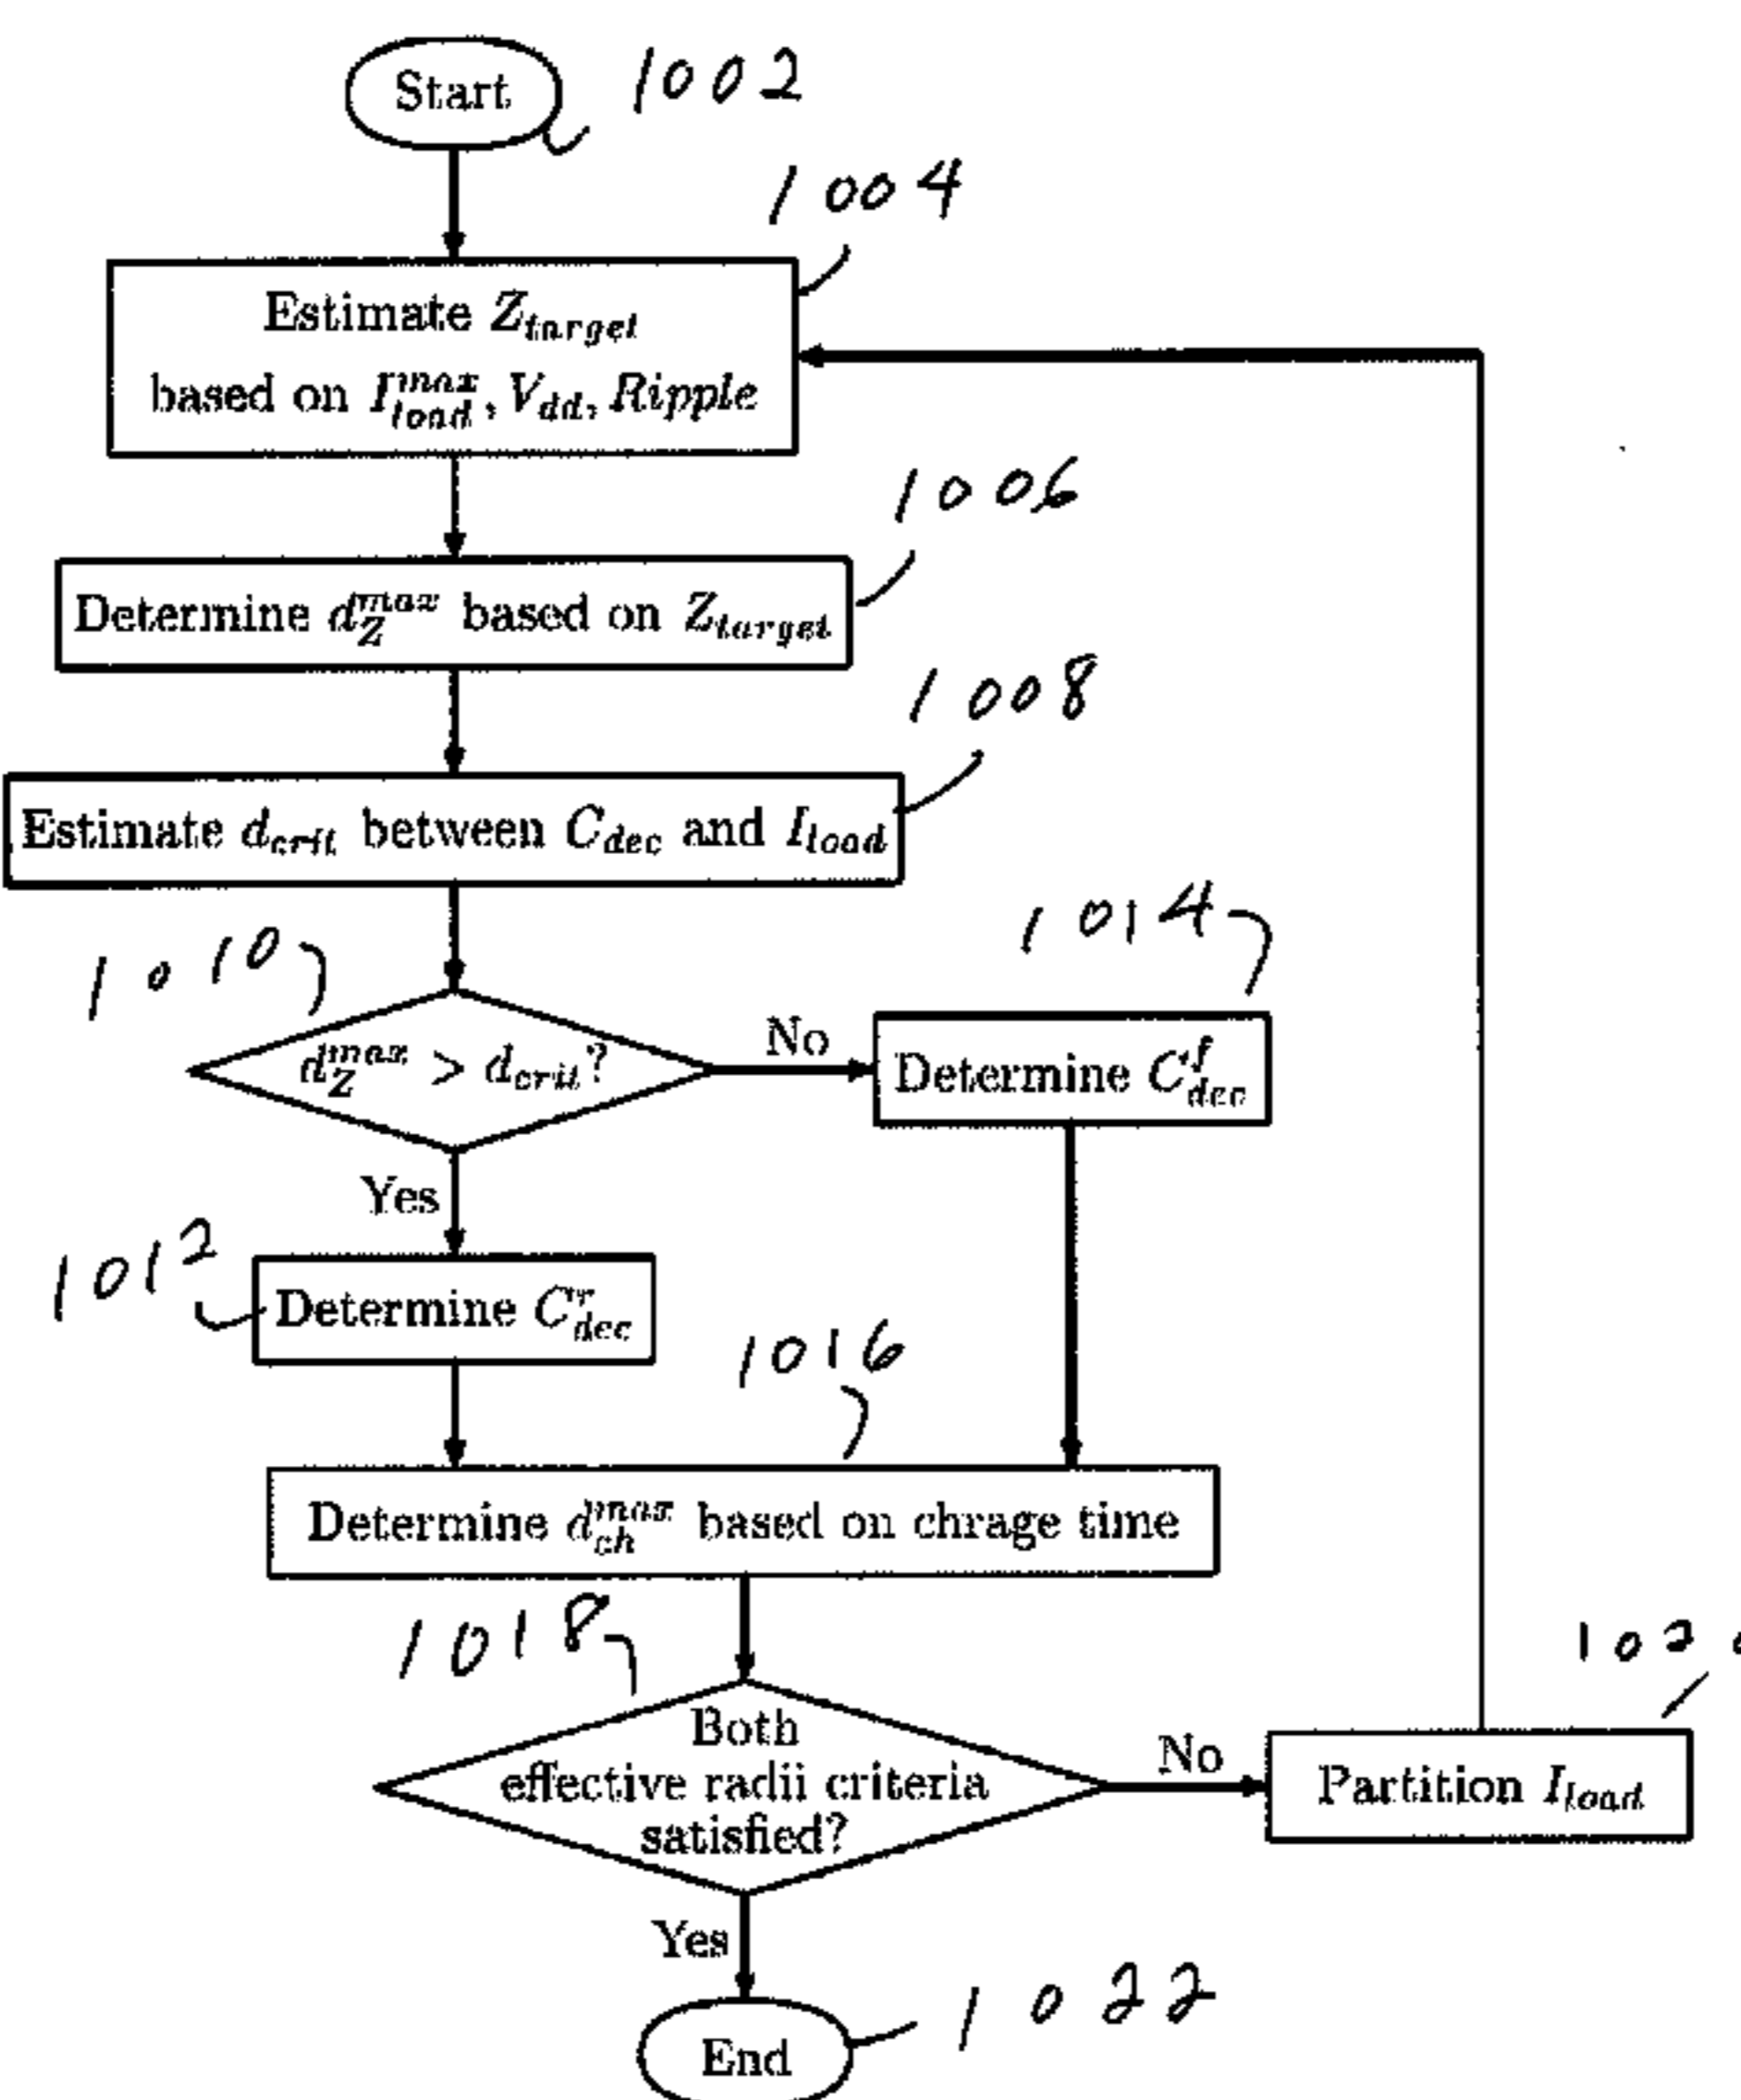 Start
1002
1004
Estimate Z_target
based on I_load^max, V_dd, Ripple
1006
Determine d_Z^max based on Z_target
1008
Estimate d_crit between C_dec and I_load
1010
1014
d_Z^max > d_crit?
No
Determine C_dec^f
Yes
1012
Determine C_dec^r
1016
Determine d_ch^max based on chrage time
1018
102
Both
effective radii criteria
satisfied?
No
Partition I_load
Yes
1022
End